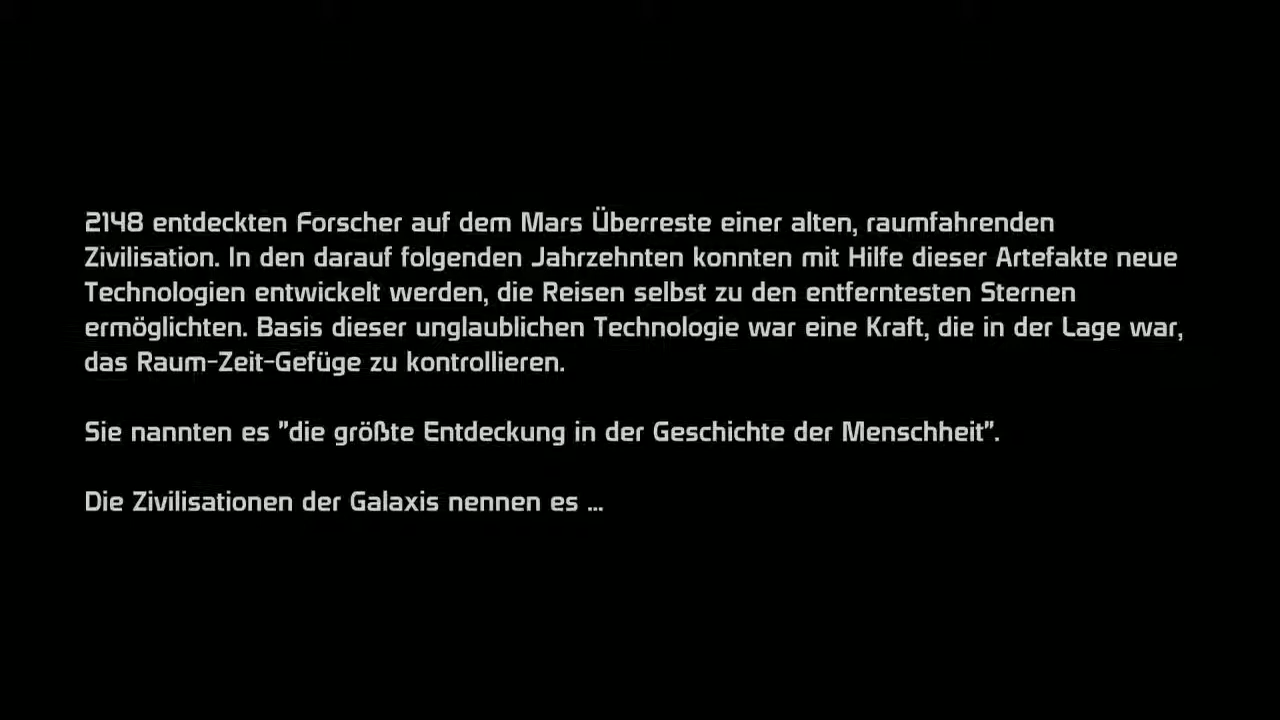 2148 entdeckten Forscher auf dem Mars Überreste einer alten, raumfahrenden
Zivilisation. In den darauf folgenden Jahrzehnten konnten mit Hilfe dieser Artefakte neue
Technologien entwickelt werden, die Reisen selbst zu den entferntesten Sternen
ermöglichten. Basis dieser unglaublichen Technologie war eine Kraft, die in der Lage war,
das Raum-Zeit-Gefüge zu kontrollieren.
Sie nannten es "die größte Entdeckung in der Geschichte der Menschheit".
Die Zivilisationen der Galaxis nennen es ...